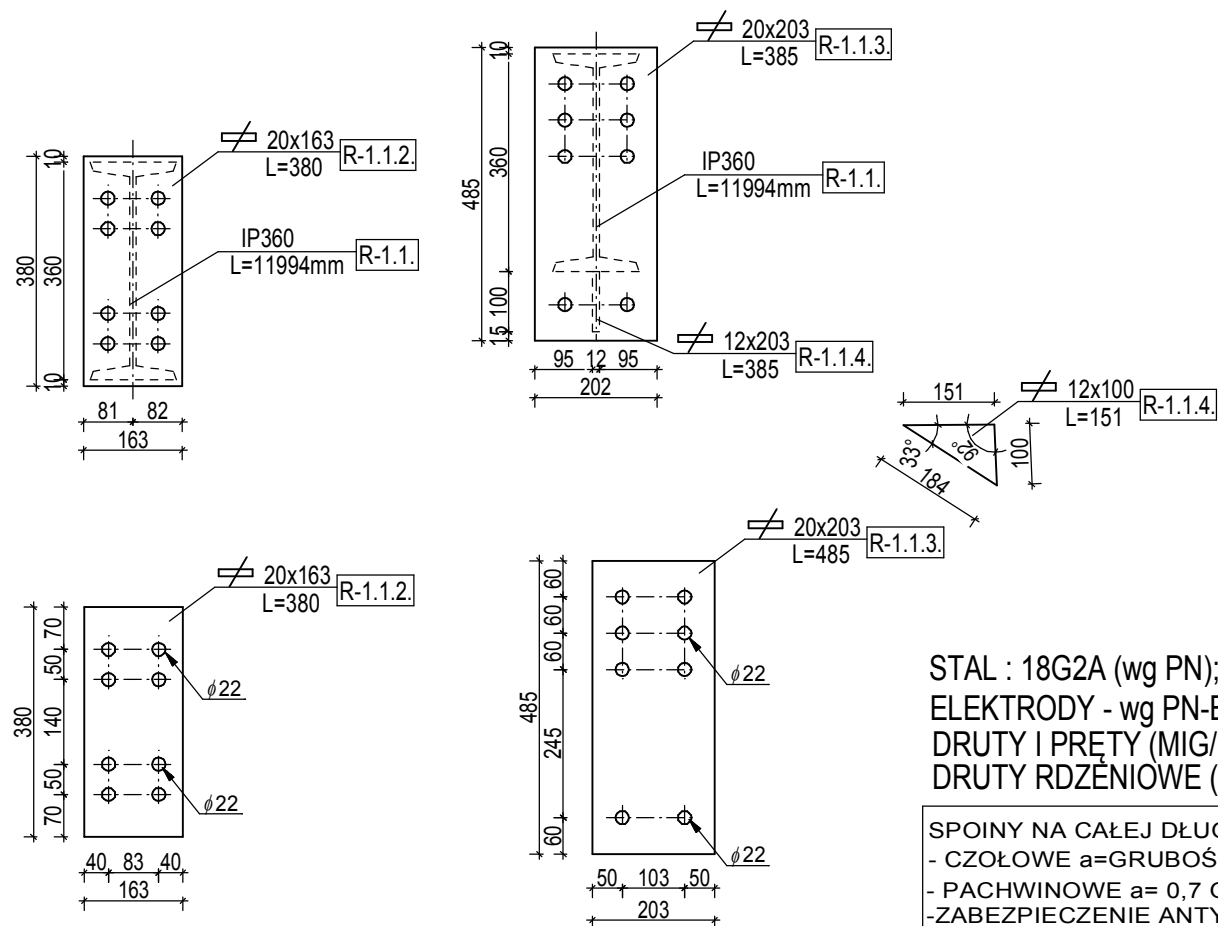 20x163
L=380
R-1.1.2.
IP360
L=11994mm
R-1.1.
10
360
10
380
81
82
163
20x203
L=385
R-1.1.3.
IP360
L=11994mm
R-1.1.
12x203
L=385
R-1.1.4.
10
360
100
15
485
95
12
95
202
151
12x100
L=151
R-1.1.4.
33°
92°
100
184
20x163
L=380
R-1.1.2.
70
50
140
50
70
380
ϕ22
ϕ22
40
83
40
163
20x203
L=485
R-1.1.3.
60
60
60
245
60
485
ϕ22
ϕ22
50
103
50
203
STAL : 18G2A (wg PN);
ELEKTRODY - wg PN-E
DRUTY I PRĘTY (MIG/
DRUTY RDZENIOWE (
SPOINY NA CAŁEJ DŁUG
- CZOŁOWE a=GRUBOŚ
- PACHWINOWE a= 0,7 G
-ZABEZPIECZENIE ANTY